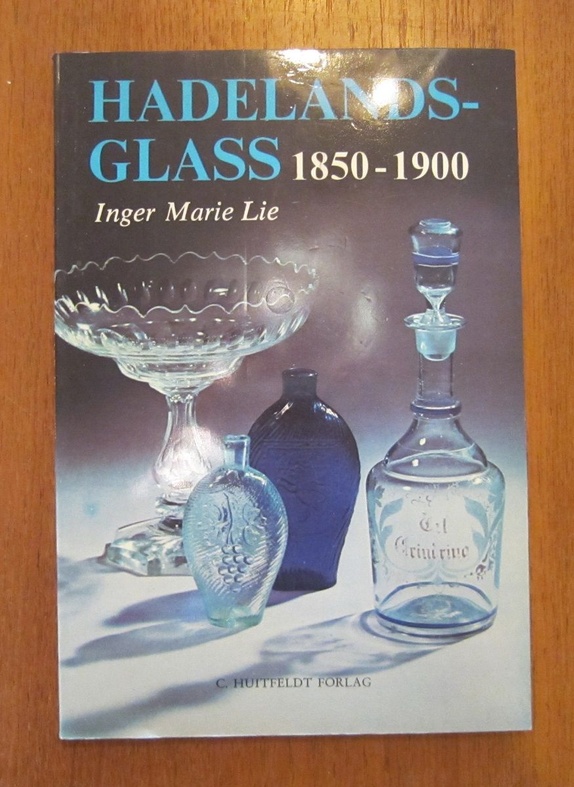 HADELANDS-
GLASS 1850-1900
Inger Marie Lie
C. HUITFELDT FORLAG